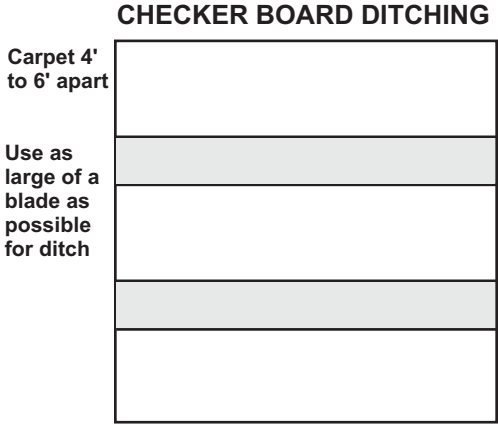 CHECKER BOARD DITCHING
Carpet 4'
to 6' apart
Use as
large of a
blade as
possible
for ditch